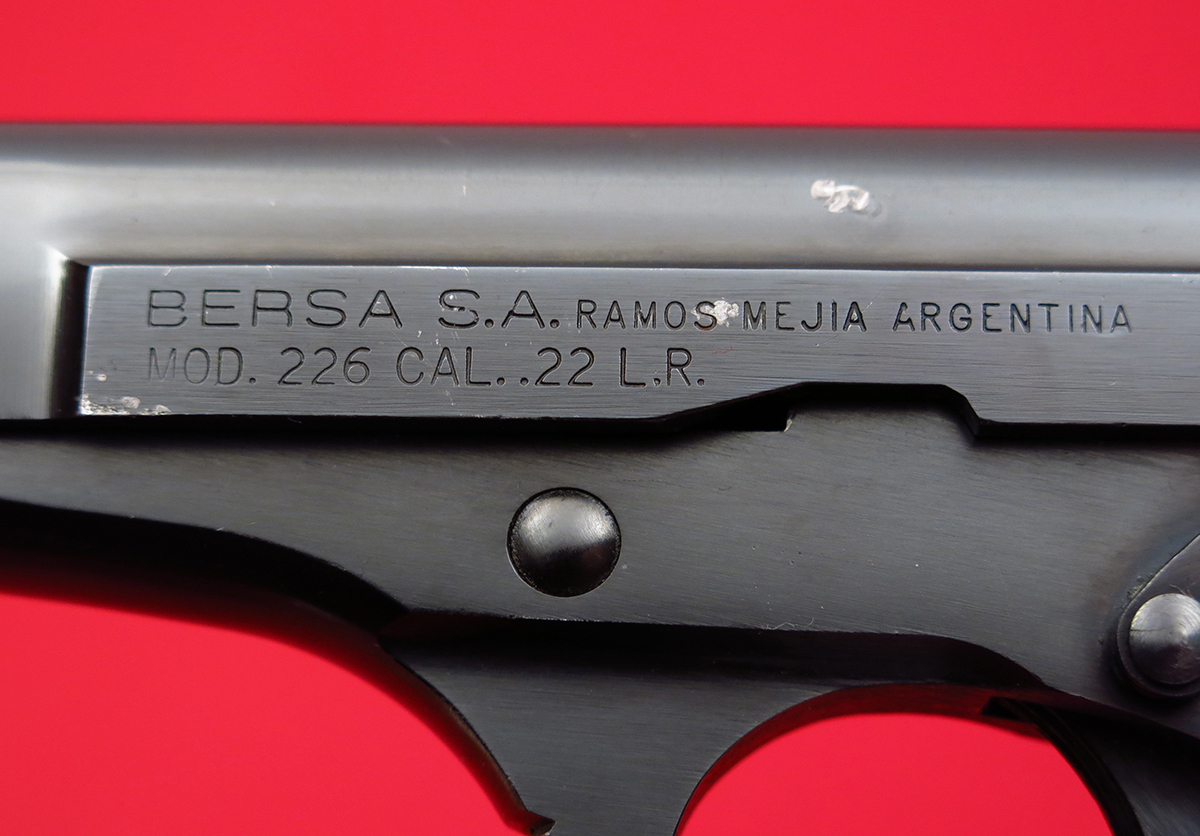 BERSA S.A. RAMOS MEJIA ARGENTINA
MOD. 226 CAL..22 L.R.